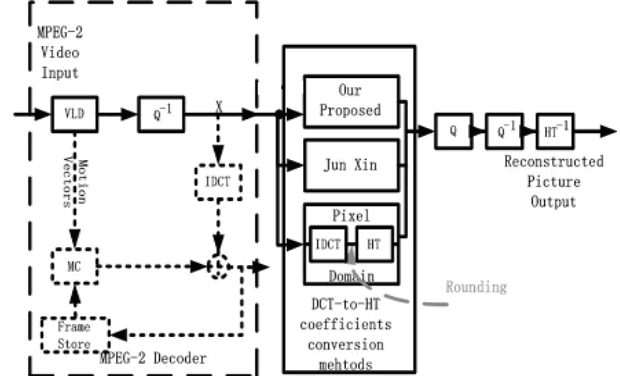 MPEG-2
Video
Input
VLD
Q-1
X
IDCT
Motion
Vectors
MC
Frame
Store
MPEG-2 Decoder
Our
Proposed
Jun Xin
Pixel
IDCT
HT
Domain
Rounding
DCT-to-HT
coefficients
conversion
mehtods
Q
Q-1
HT-1
Reconstructed
Picture
Output